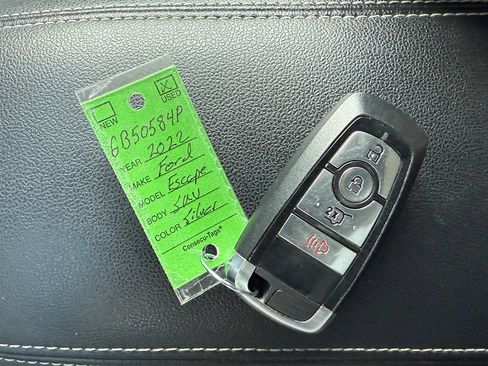 NEW USED
GB50584P
YEAR 2022
MAKE Ford
MODEL Escape
BODY SUV
COLOR Silver
Consecu-Tags®